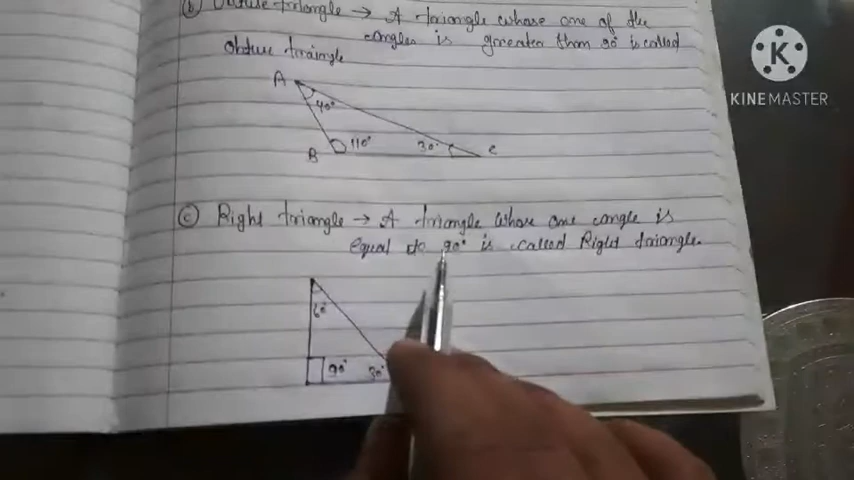 (b) Obtuse triangle → A triangle whose one of the
angles is greater than 90° is called
obtuse triangle
A
40°
B
110°
30°
C
(c) Right triangle → A triangle whose one angle is
equal to 90° is called Right triangle.
60°
90°
30°
K
KINEMASTER